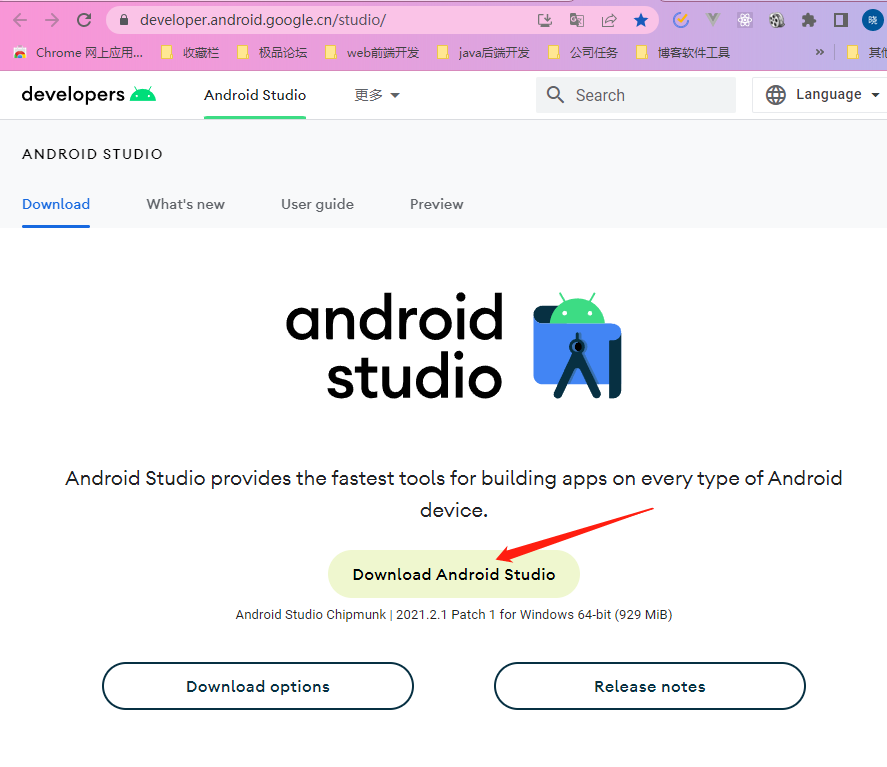 developer.android.google.cn/studio/
晓
Chrome 网上应用... 收藏栏 极品论坛 web前端开发 java后端开发 公司任务 博客软件工具 » 其他
developers Android Studio 更多 Search Language
ANDROID STUDIO
Download What's new User guide Preview
android
studio
Android Studio provides the fastest tools for building apps on every type of Android
device.
Download Android Studio
Android Studio Chipmunk | 2021.2.1 Patch 1 for Windows 64-bit (929 MiB)
Download options Release notes